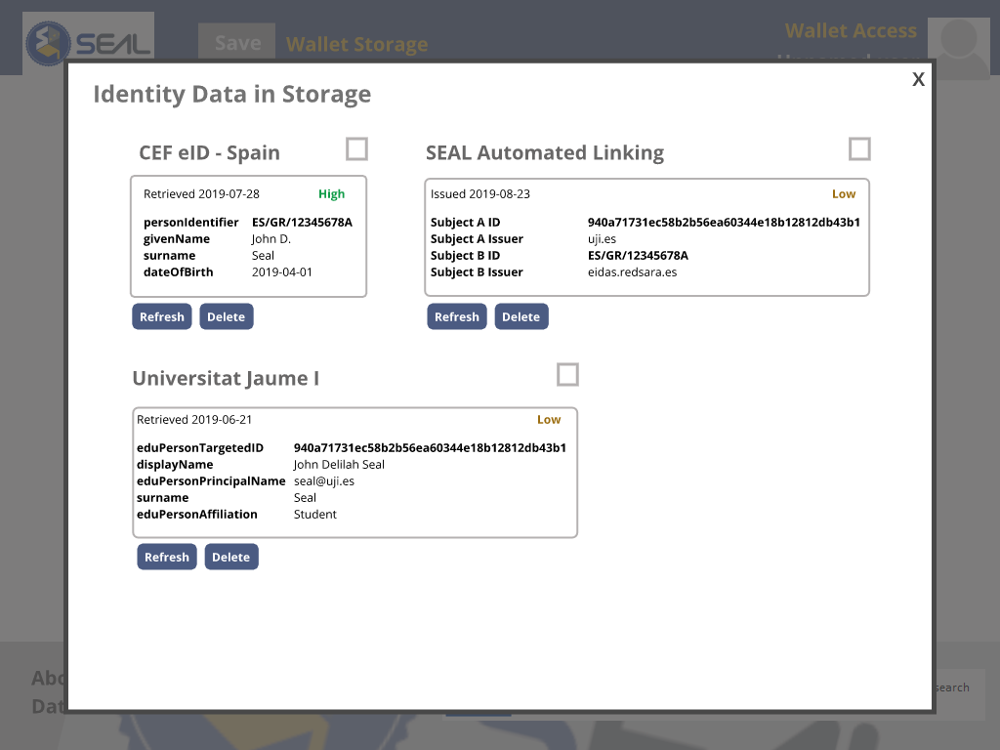 SEAL
Save
Wallet Storage
Wallet Access
X
Identity Data in Storage
CEF eID - Spain
Retrieved 2019-07-28 High
personIdentifier ES/GR/12345678A
givenName John D.
surname Seal
dateOfBirth 2019-04-01
Refresh Delete
SEAL Automated Linking
Issued 2019-08-23 Low
Subject A ID 940a71731ec58b2b56ea60344e18b12812db43b1
Subject A Issuer uji.es
Subject B ID ES/GR/12345678A
Subject B Issuer eidas.redsara.es
Refresh Delete
Universitat Jaume I
Retrieved 2019-06-21 Low
eduPersonTargetedID 940a71731ec58b2b56ea60344e18b12812db43b1
displayName John Delilah Seal
eduPersonPrincipalName seal@uji.es
surname Seal
eduPersonAffiliation Student
Refresh Delete
search